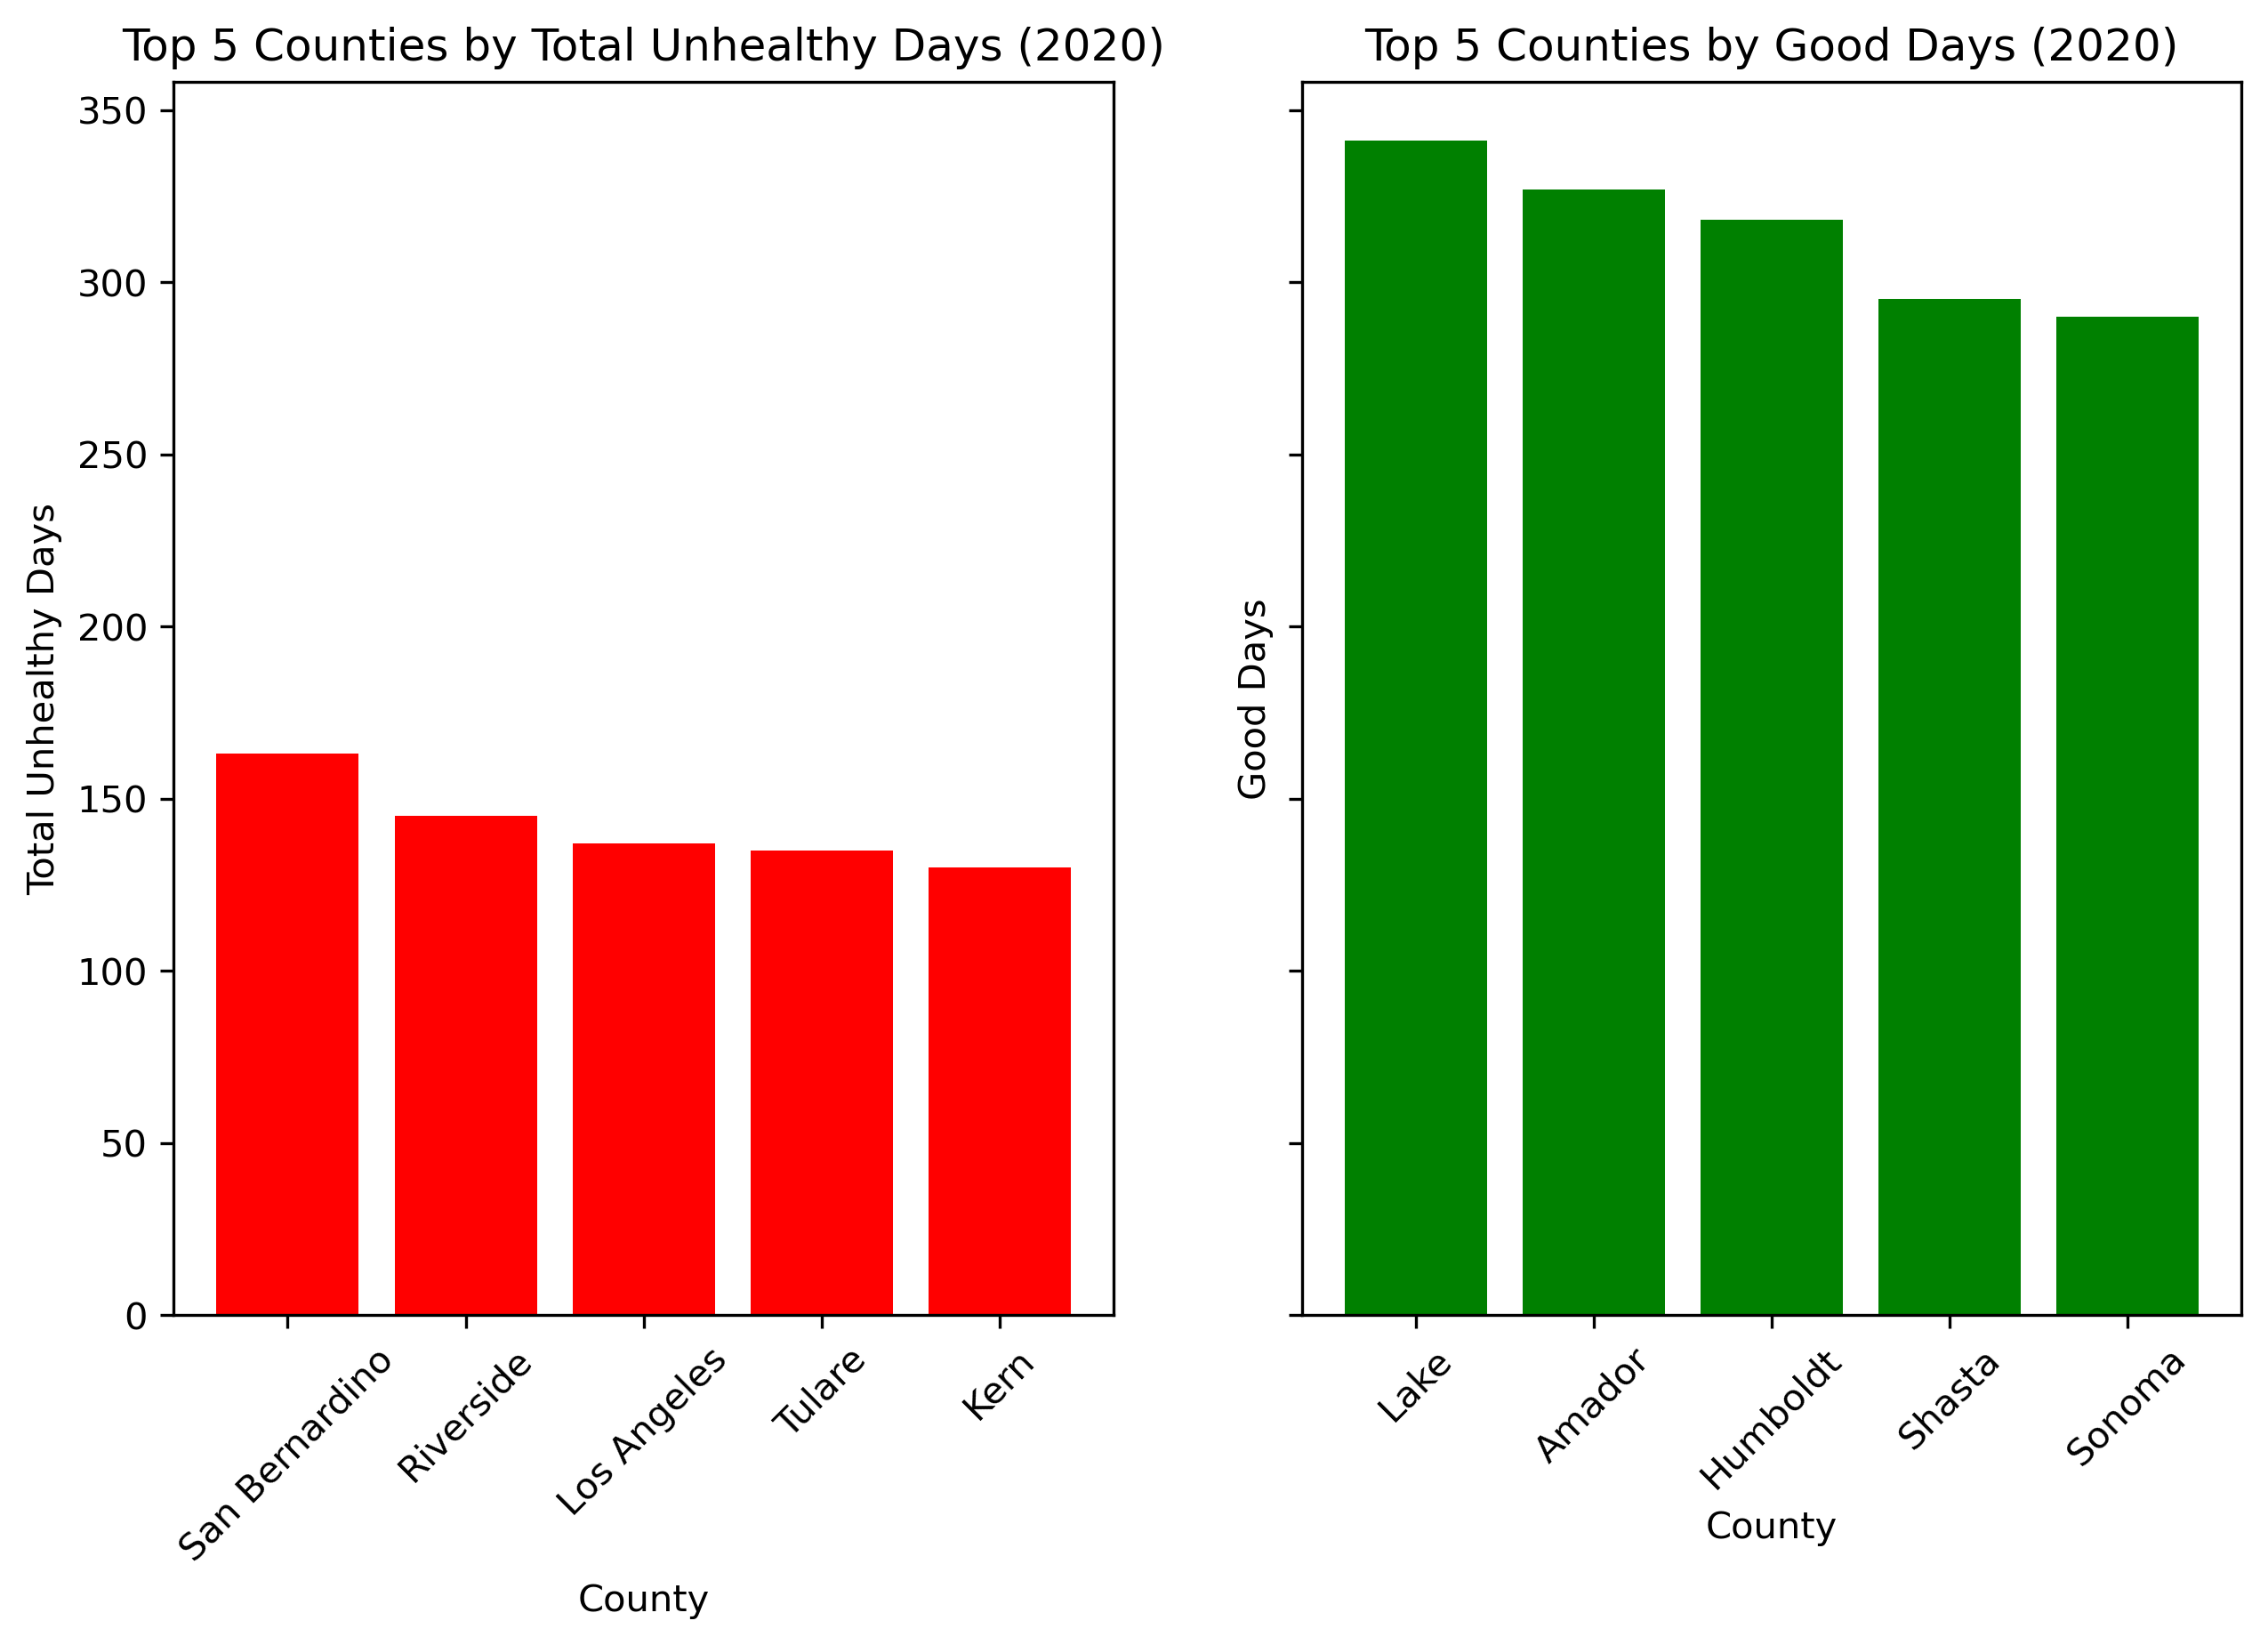 Top 5 Counties by Total Unhealthy Days (2020)
350
300
250
200
150
100
50
0
Total Unhealthy Days
San Bernardino
Riverside
Los Angeles
Tulare
Kern
County
Top 5 Counties by Good Days (2020)
Good Days
Lake
Amador
Humboldt
Shasta
Sonoma
County